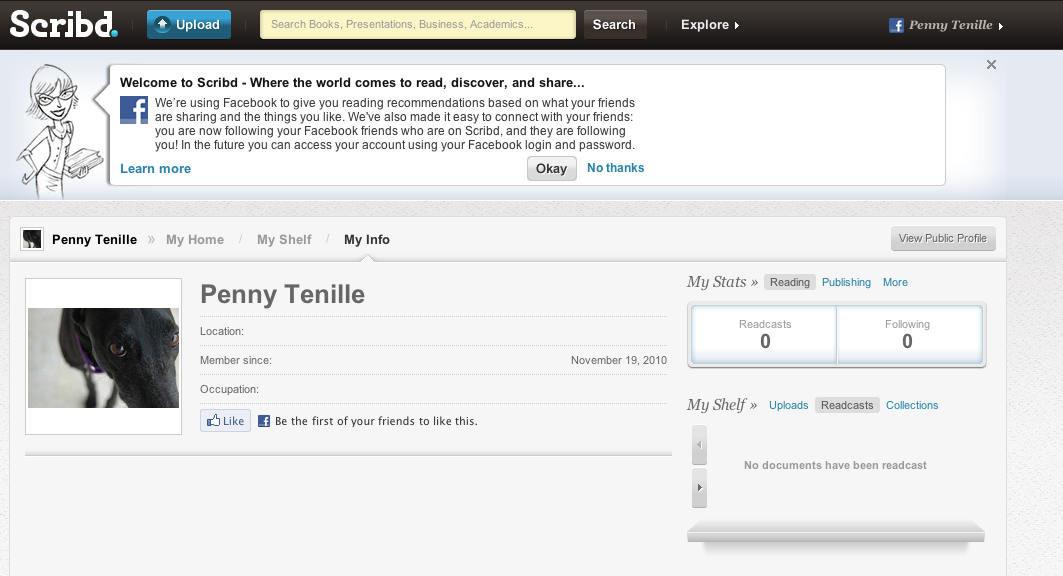 Scribd.
Upload
Search Books, Presentations, Business, Academics...
Search
Explore
Penny Tenille
Welcome to Scribd - Where the world comes to read, discover, and share...
We're using Facebook to give you reading recommendations based on what your friends
are sharing and the things you like. We've also made it easy to connect with your friends:
you are now following your Facebook friends who are on Scribd, and they are following
you! In the future you can access your account using your Facebook login and password.
Learn more
Okay
No thanks
Penny Tenille » My Home / My Shelf / My Info
View Public Profile
Penny Tenille
Location:
Member since: November 19, 2010
Occupation:
Like
Be the first of your friends to like this.
My Stats » Reading Publishing More
Readcasts Following
0 0
My Shelf » Uploads Readcasts Collections
No documents have been readcast